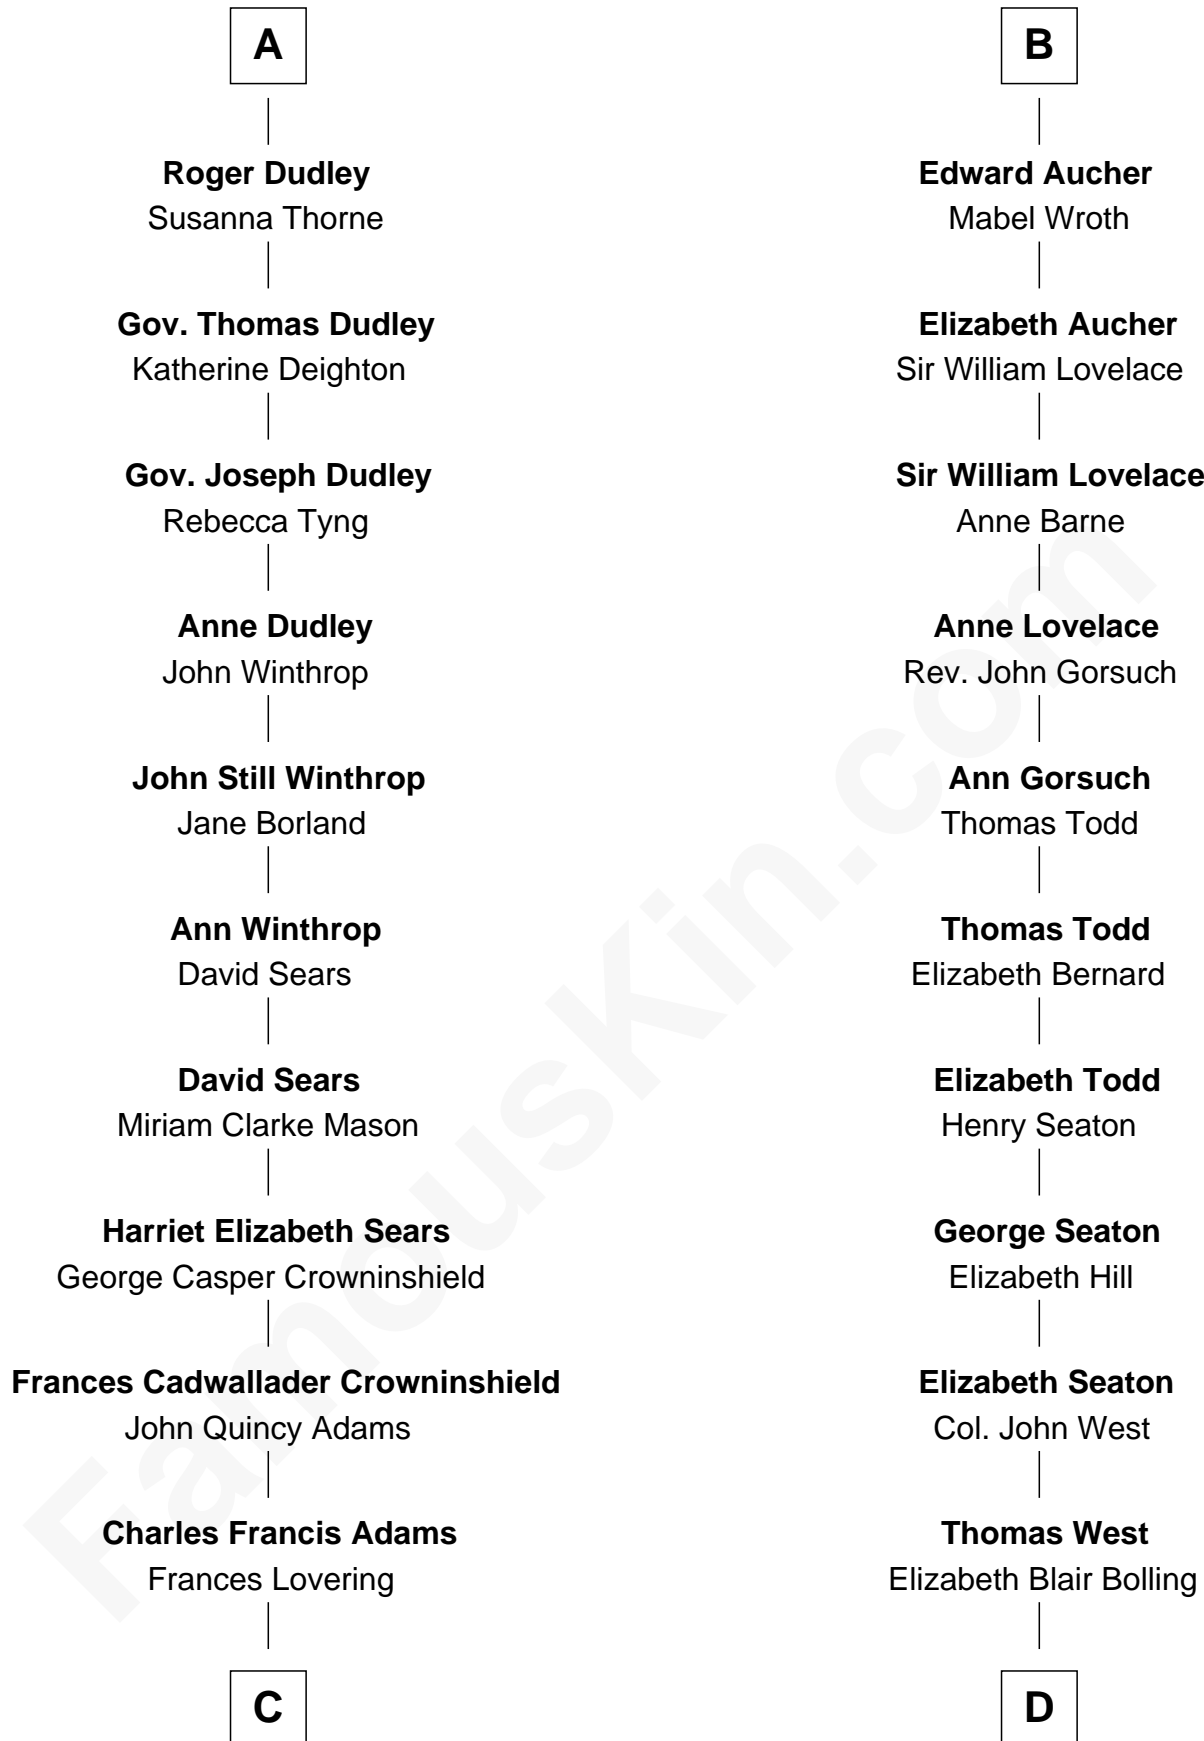 A
Roger Dudley
Susanna Thorne
Gov. Thomas Dudley
Katherine Deighton
Gov. Joseph Dudley
Rebecca Tyng
Anne Dudley
John Winthrop
John Still Winthrop
Jane Borland
Ann Winthrop
David Sears
David Sears
Miriam Clarke Mason
Harriet Elizabeth Sears
George Casper Crowninshield
Frances Cadwallader Crowninshield
John Quincy Adams
Charles Francis Adams
Frances Lovering
C
B
Edward Aucher
Mabel Wroth
Elizabeth Aucher
Sir William Lovelace
Sir William Lovelace
Anne Barne
Anne Lovelace
Rev. John Gorsuch
Ann Gorsuch
Thomas Todd
Thomas Todd
Elizabeth Bernard
Elizabeth Todd
Henry Seaton
George Seaton
Elizabeth Hill
Elizabeth Seaton
Col. John West
Thomas West
Elizabeth Blair Bolling
D
FamousKin.com